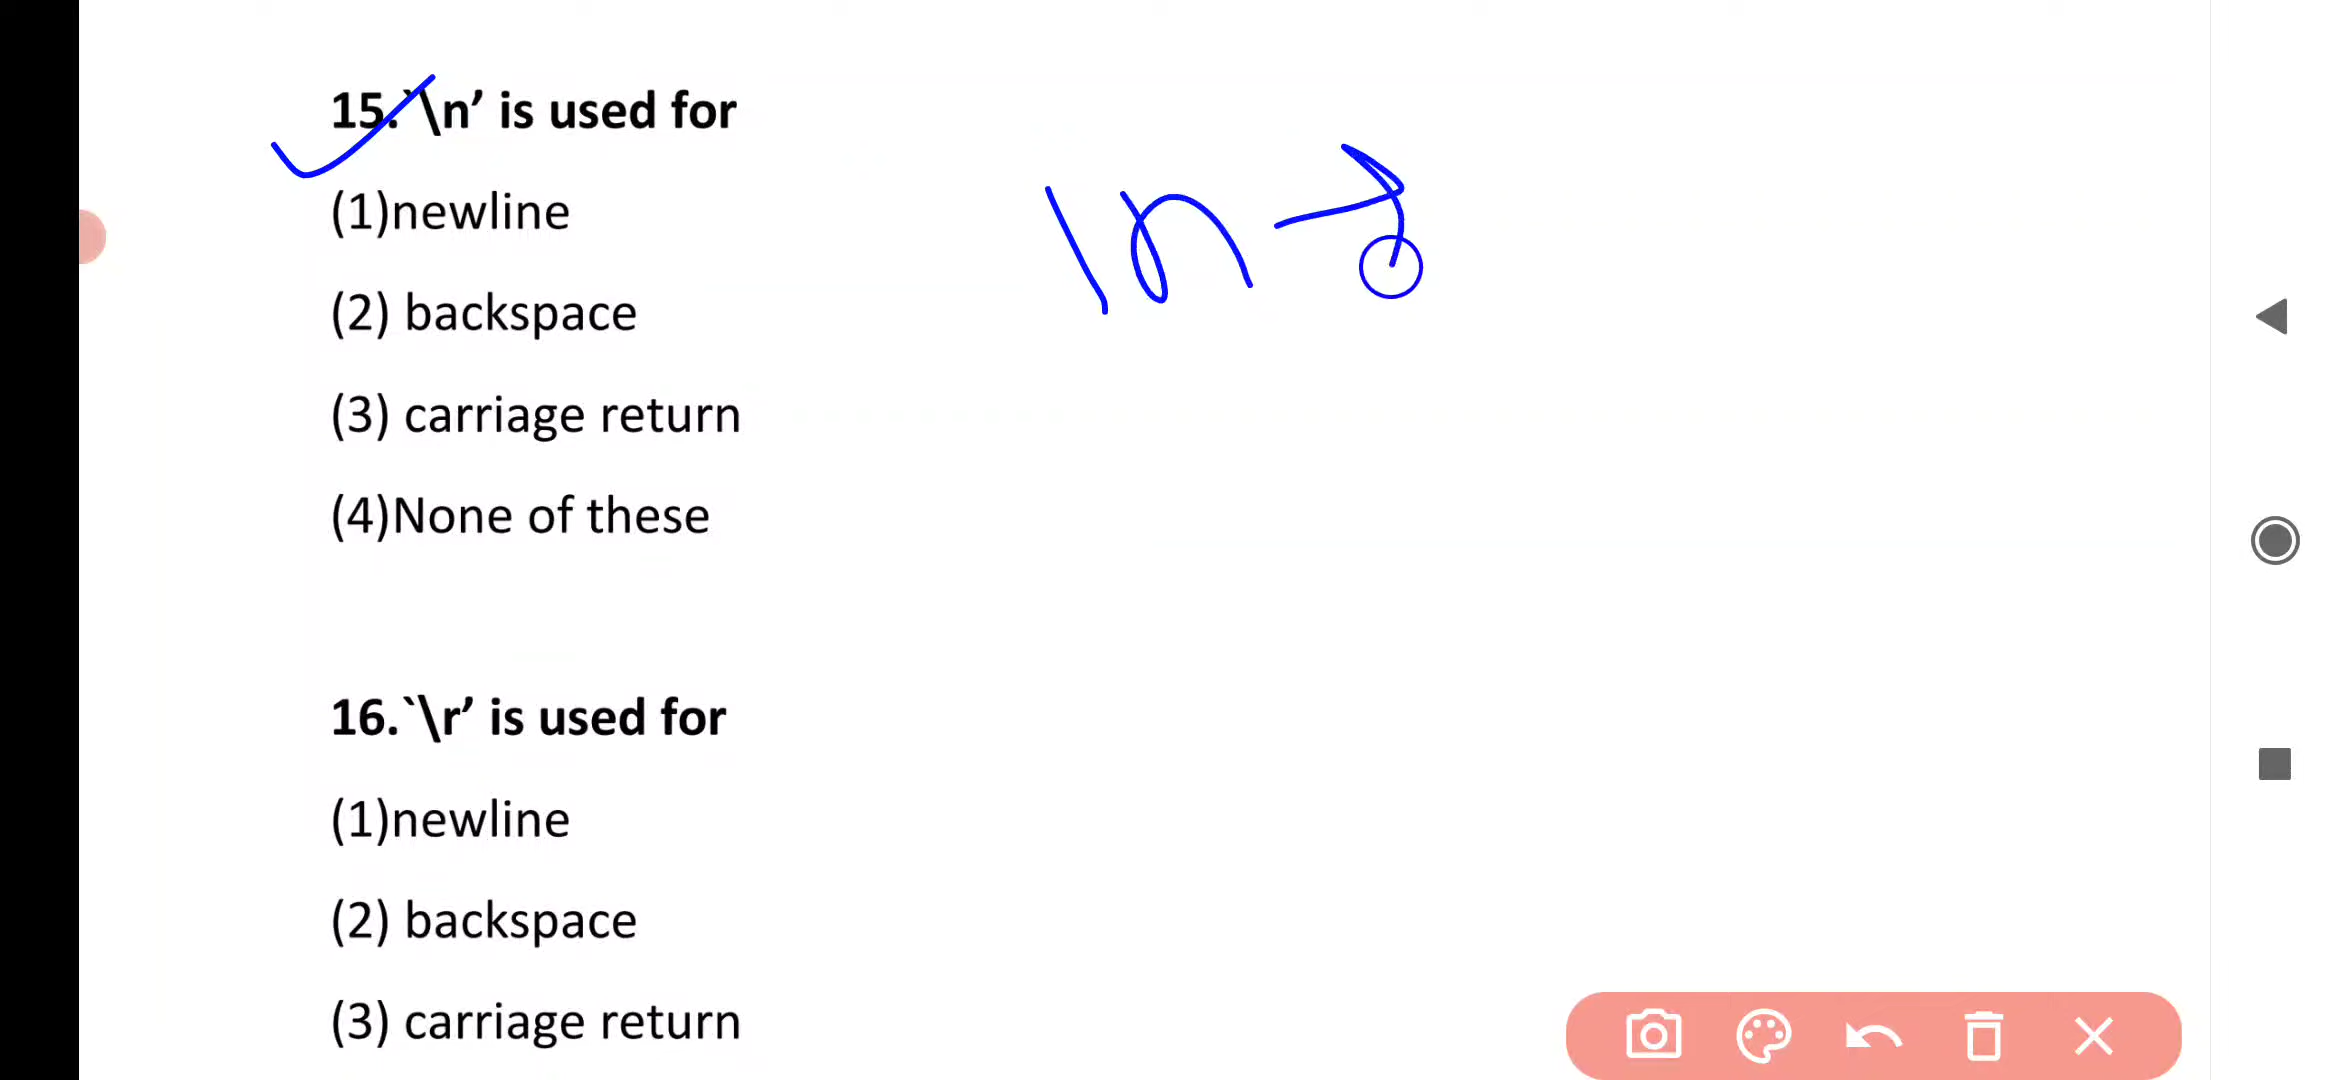 15.`\n’ is used for
\n →
(1)newline
(2) backspace
(3) carriage return
(4)None of these
16.`\r’ is used for
(1)newline
(2) backspace
(3) carriage return